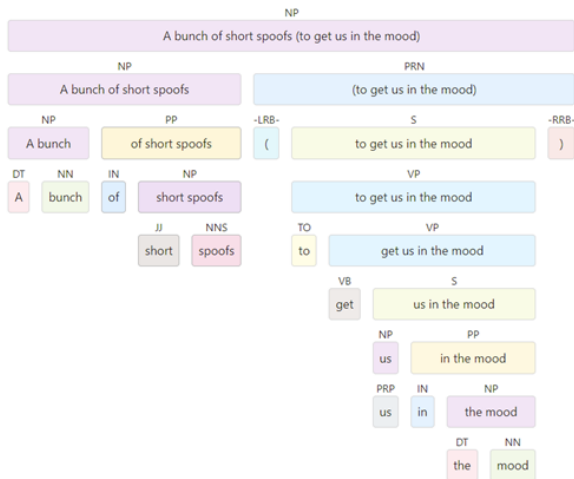 NP
A bunch of short spoofs (to get us in the mood)
NP PRN
A bunch of short spoofs (to get us in the mood)
NP PP -LRB- S -RRB-
A bunch of short spoofs ( to get us in the mood )
DT NN IN NP VP
A bunch of short spoofs to get us in the mood
JJ NNS TO VP
short spoofs to get us in the mood
VB S
get us in the mood
NP PP
us in the mood
PRP IN NP
us in the mood
DT NN
the mood